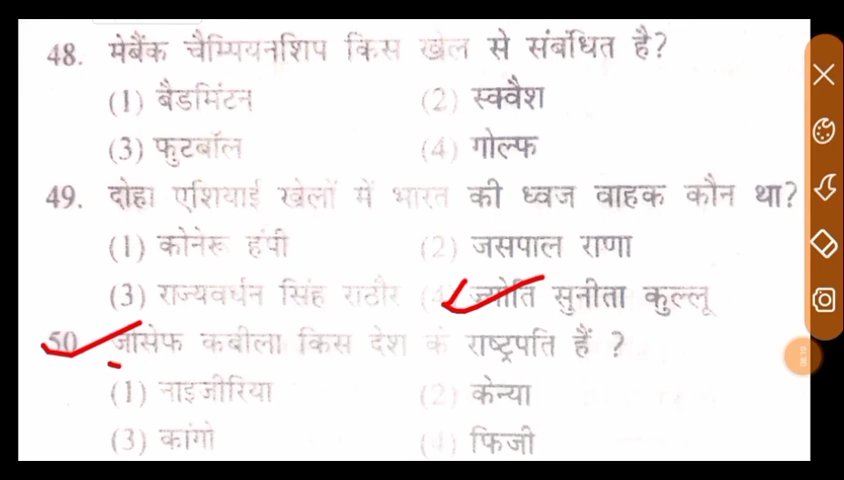 48. मेबैंक चैम्पियनशिप किस खेल से संबंधित है?
(1) बैडमिंटन (2) स्क्वैश
(3) फुटबॉल (4) गोल्फ
49. दोहा एशियाई खेलों में भारत की ध्वज वाहक कौन था?
(1) कोनेरू हंपी (2) जसपाल राणा
(3) राज्यवर्धन सिंह राठौर (4) ज्योति सुनीता कुल्लू
50 जोसेफ कबीला किस देश के राष्ट्रपति हैं ?
(1) नाइजीरिया (2) केन्या
(3) कांगो (4) फिजी